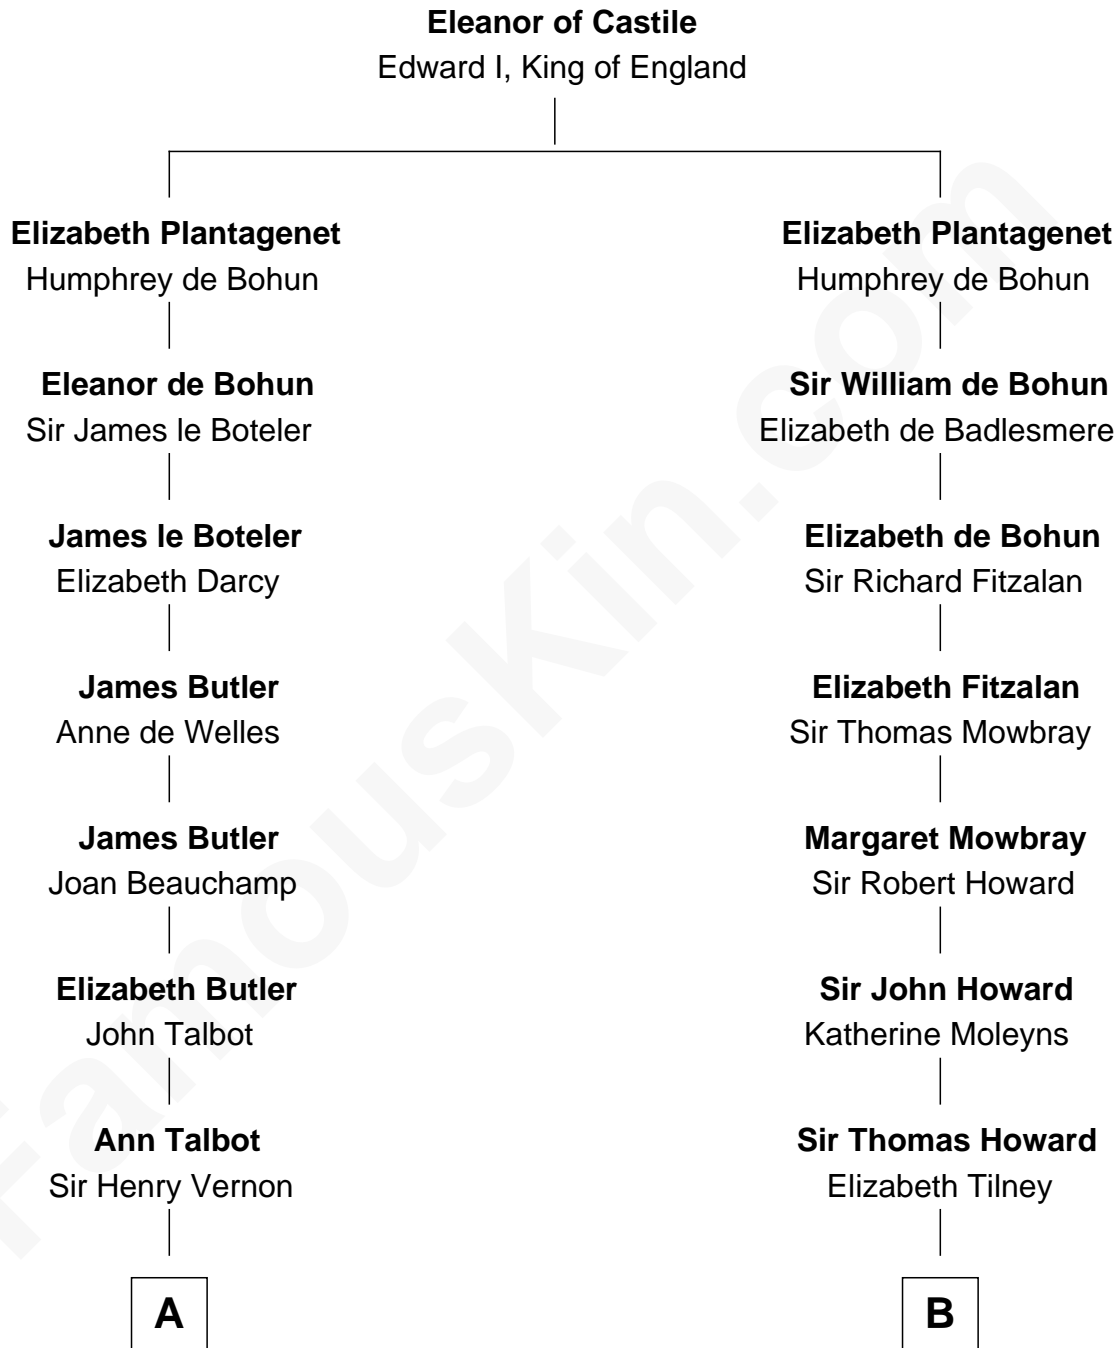 Eleanor of Castile
Edward I, King of England
Elizabeth Plantagenet
Humphrey de Bohun
Elizabeth Plantagenet
Humphrey de Bohun
Eleanor de Bohun
Sir James le Boteler
Sir William de Bohun
Elizabeth de Badlesmere
James le Boteler
Elizabeth Darcy
Elizabeth de Bohun
Sir Richard Fitzalan
James Butler
Anne de Welles
Elizabeth Fitzalan
Sir Thomas Mowbray
James Butler
Joan Beauchamp
Margaret Mowbray
Sir Robert Howard
Elizabeth Butler
John Talbot
Sir John Howard
Katherine Moleyns
Ann Talbot
Sir Henry Vernon
Sir Thomas Howard
Elizabeth Tilney
A
B
FamousKin.com